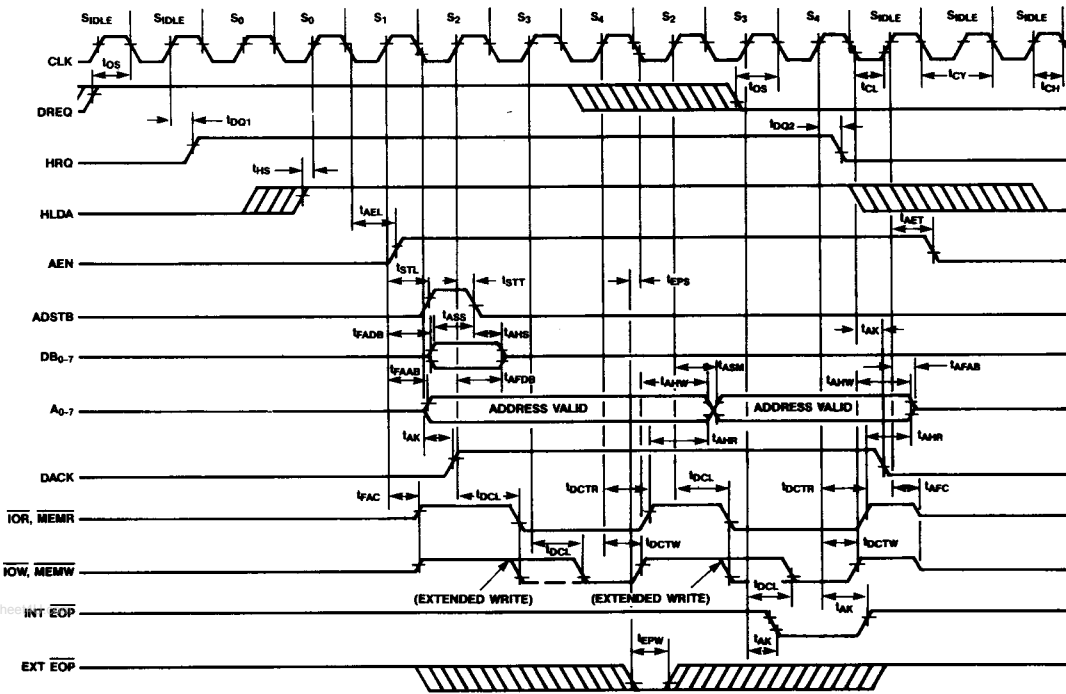 SIDLE SIDLE S0 S0 S1 S2 S3 S4 S2 S3 S4 SIDLE SIDLE SIDLE
CLK
tOS tOS tCL tCY tCH
DREQ
tDQ1 tDQ2
HRQ
tHS
HLDA
tAEL tAET
AEN
tSTL tSTT tEPS
ADSTB
tASS
tFADB tAHS tAK
DB0-7
tFAAB tAFDB tASM tAHW tAHW tAFAB
A0-7 ADDRESS VALID ADDRESS VALID
tAK tAHR tAHR
DACK
tFAC tDCL tDCTR tDCL tDCTR tAFC
IOR, MEMR
tDCL tDCTW tDCTW
IOW, MEMW
tDCL
(EXTENDED WRITE) (EXTENDED WRITE)
INT EOP
tAK
tEPW tAK
EXT EOP